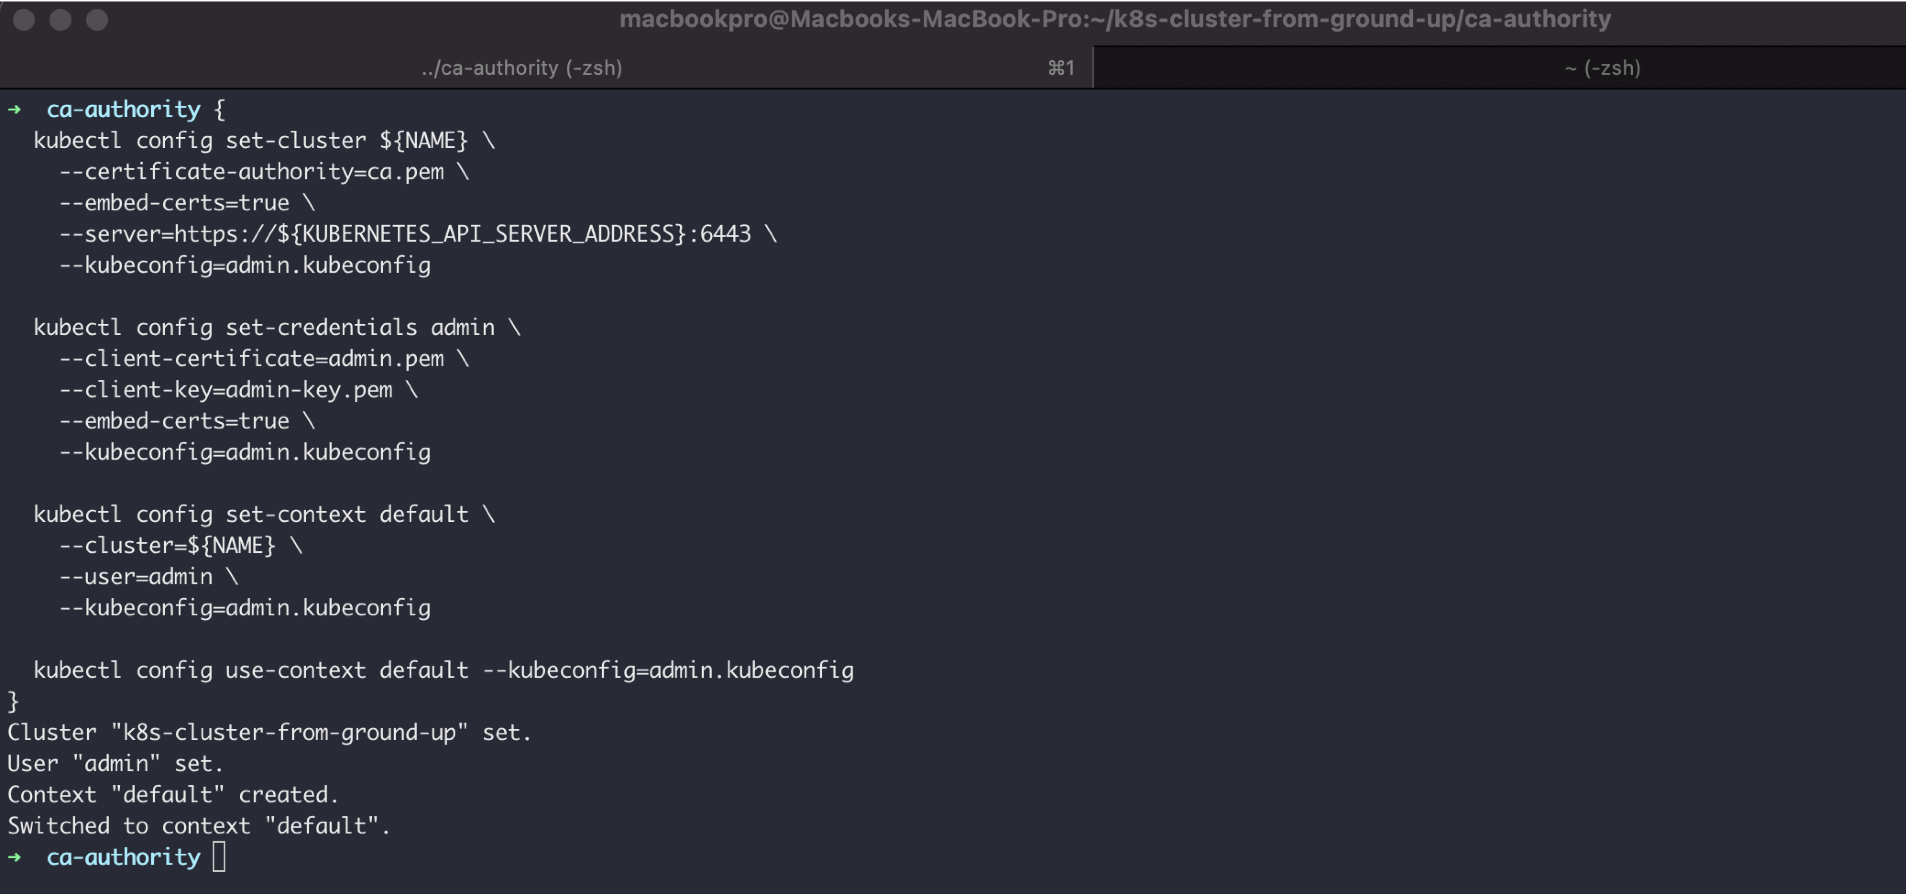 macbookpro@Macbooks-MacBook-Pro:~/k8s-cluster-from-ground-up/ca-authority
../ca-authority (-zsh) ⌘1 ~ (-zsh)
➜ ca-authority {
  kubectl config set-cluster ${NAME} \
    --certificate-authority=ca.pem \
    --embed-certs=true \
    --server=https://${KUBERNETES_API_SERVER_ADDRESS}:6443 \
    --kubeconfig=admin.kubeconfig

  kubectl config set-credentials admin \
    --client-certificate=admin.pem \
    --client-key=admin-key.pem \
    --embed-certs=true \
    --kubeconfig=admin.kubeconfig

  kubectl config set-context default \
    --cluster=${NAME} \
    --user=admin \
    --kubeconfig=admin.kubeconfig

  kubectl config use-context default --kubeconfig=admin.kubeconfig
}
Cluster "k8s-cluster-from-ground-up" set.
User "admin" set.
Context "default" created.
Switched to context "default".
➜ ca-authority